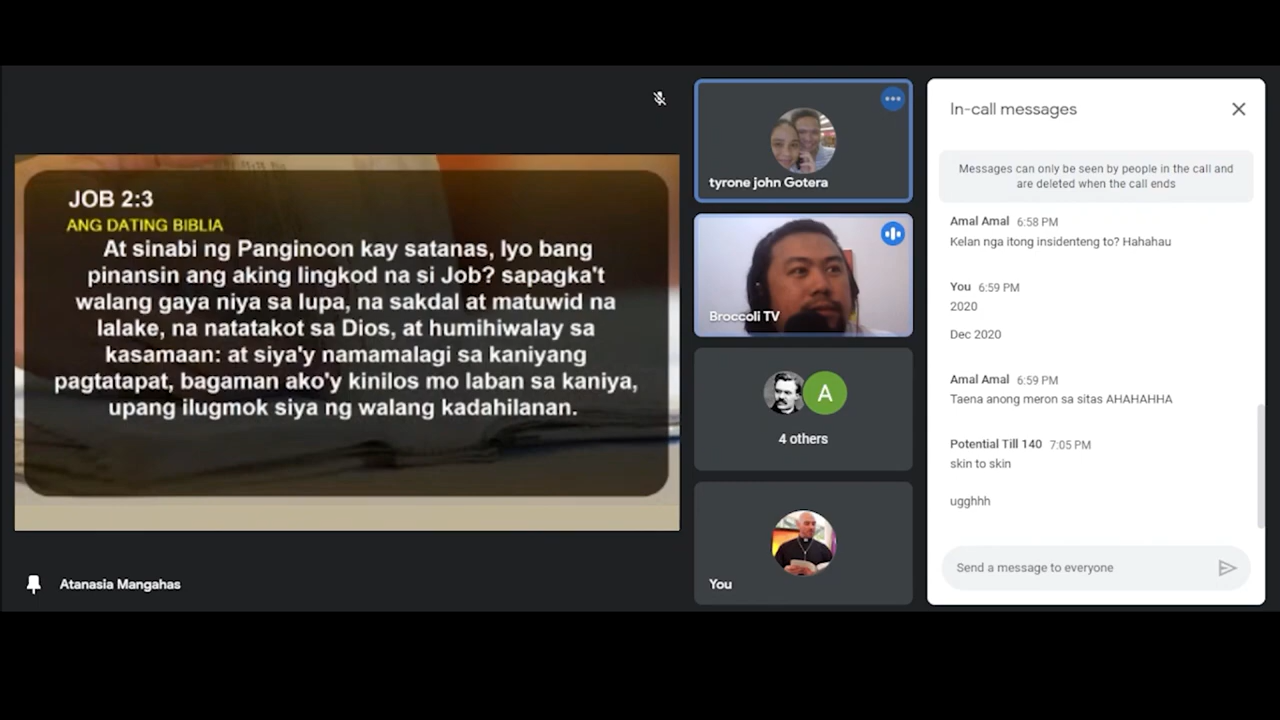 JOB 2:3
ANG DATING BIBLIA
At sinabi ng Panginoon kay satanas, Iyo bang
pinansin ang aking lingkod na si Job? sapagka't
walang gaya niya sa lupa, na sakdal at matuwid na
lalake, na natatakot sa Dios, at humihiwalay sa
kasamaan: at siya'y namamalagi sa kaniyang
pagtatapat, bagaman ako'y kinilos mo laban sa kaniya,
upang ilugmok siya ng walang kadahilanan.
Atanasia Mangahas
tyrone john Gotera
Broccoli TV
A
4 others
You
In-call messages
Messages can only be seen by people in the call and
are deleted when the call ends
Amal Amal 6:58 PM
Kelan nga itong insidenteng to? Hahahau
You 6:59 PM
2020
Dec 2020
Amal Amal 6:59 PM
Taena anong meron sa sitas AHAHAHHA
Potential Till 140 7:05 PM
skin to skin
ugghhh
Send a message to everyone